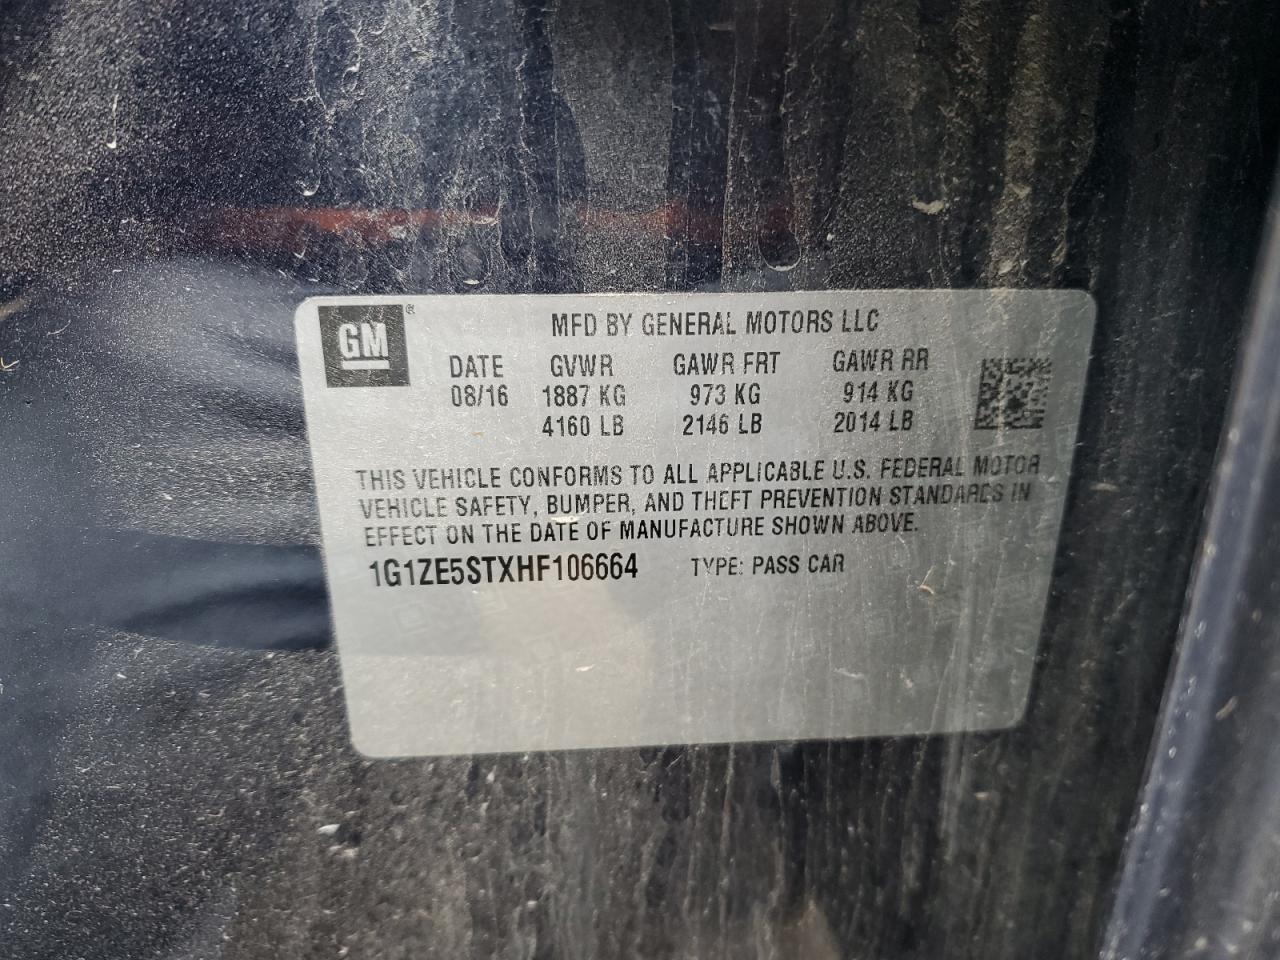 GM®
MFD BY GENERAL MOTORS LLC
DATE GVWR GAWR FRT GAWR RR
08/16 1887 KG 973 KG 914 KG
4160 LB 2146 LB 2014 LB
THIS VEHICLE CONFORMS TO ALL APPLICABLE U.S. FEDERAL MOTOR
VEHICLE SAFETY, BUMPER, AND THEFT PREVENTION STANDARDS IN
EFFECT ON THE DATE OF MANUFACTURE SHOWN ABOVE.
1G1ZE5STXHF106664 TYPE: PASS CAR